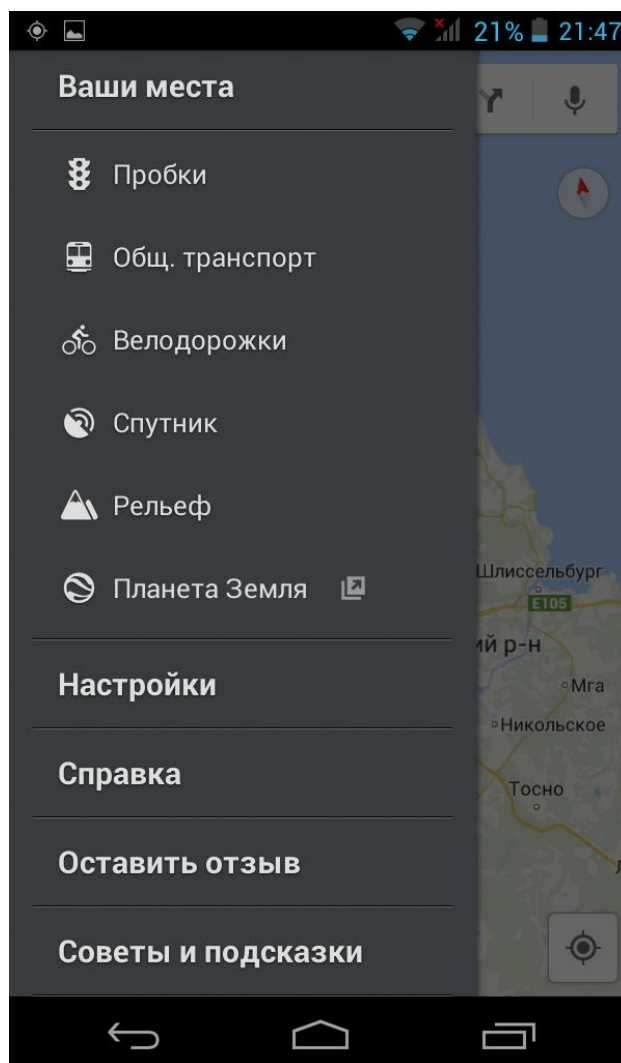 21% 21:47
Ваши места
Пробки
Общ. транспорт
Велодорожки
Спутник
Рельеф
Планета Земля
Настройки
Справка
Оставить отзыв
Советы и подсказки
Шлиссельбург
E105
ий р-н
Мга
Никольское
Тосно